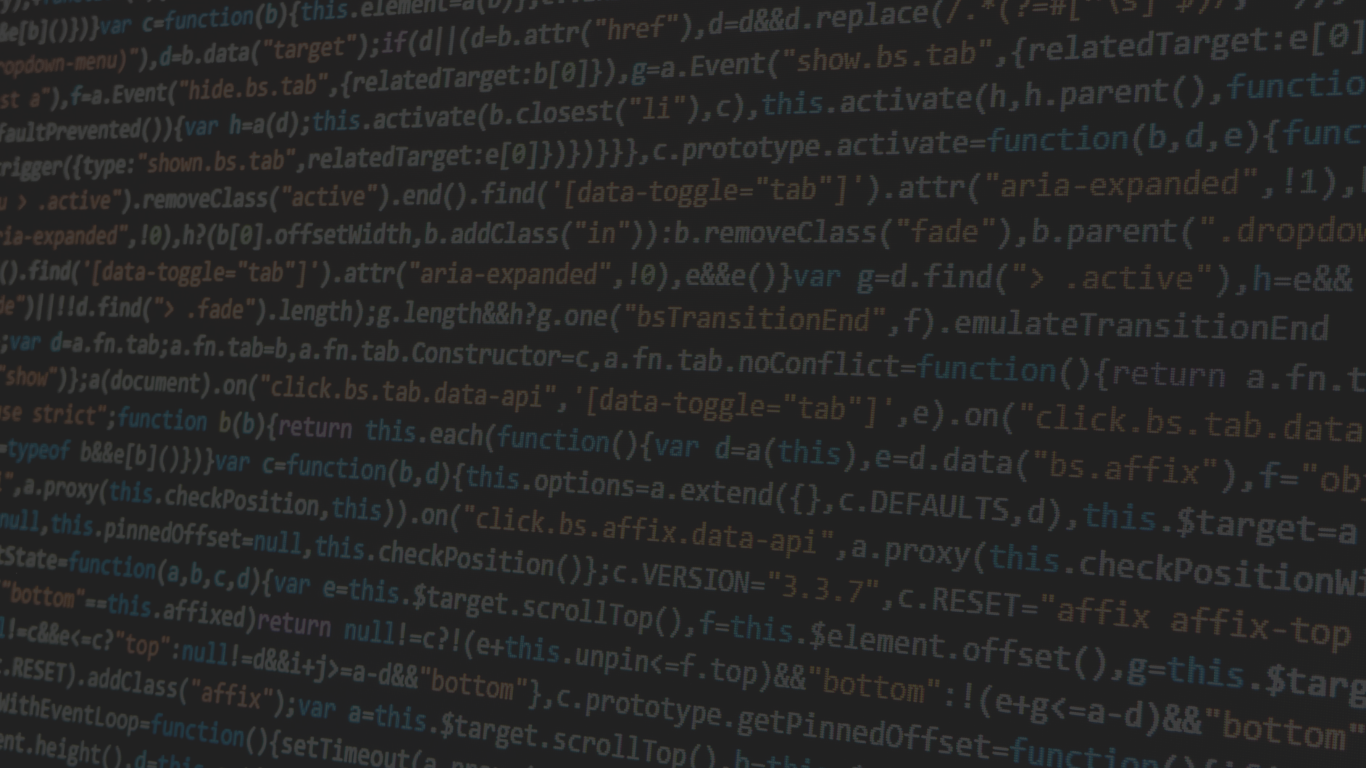 &e[b]()})}var c=function(b){this.element=a(b)};
ropdown-menu)"),d=b.data("target");if(d||(d=b.attr("href"),d=d&&d.replace(/.*(?=#[^\s]*$)/,
st a"),f=a.Event("hide.bs.tab",{relatedTarget:b[0]}),g=a.Event("show.bs.tab",{relatedTarget:e[0]
faultPrevented()){var h=a(d);this.activate(b.closest("li"),c),this.activate(h,h.parent(),functio
rigger({type:"shown.bs.tab",relatedTarget:e[0]})})}}},c.prototype.activate=function(b,d,e){func
u > .active").removeClass("active").end().find('[data-toggle="tab"]').attr("aria-expanded",!1),
ria-expanded",!0),h?(b[0].offsetWidth,b.addClass("in")):b.removeClass("fade"),b.parent(".dropdow
().find('[data-toggle="tab"]').attr("aria-expanded",!0),e&&e()}var g=d.find("> .active"),h=e&&
de")||!!d.find("> .fade").length);g.length&&h?g.one("bsTransitionEnd",f).emulateTransitionEnd
;var d=a.fn.tab;a.fn.tab=b,a.fn.tab.Constructor=c,a.fn.tab.noConflict=function(){return a.fn.t
"show")};a(document).on("click.bs.tab.data-api",'[data-toggle="tab"]',e).on("click.bs.tab.data
se strict";function b(b){return this.each(function(){var d=a(this),e=d.data("bs.affix"),f="ob
=typeof b&&e[b]()})}var c=function(b,d){this.options=a.extend({},c.DEFAULTS,d),this.$target=a
",a.proxy(this.checkPosition,this)).on("click.bs.affix.data-api",a.proxy(this.checkPositionWi
null,this.pinnedOffset=null,this.checkPosition()};c.VERSION="3.3.7",c.RESET="affix affix-top
tState=function(a,b,c,d){var e=this.$target.scrollTop(),f=this.$element.offset(),g=this.$targ
"bottom"==this.affixed)return null!=c?!(e+this.unpin<=f.top)&&"bottom":!(e+g<=a-d)&&"bottom"
l!=c&&e<=c?"top":null!=d&&i+j>=a-d&&"bottom"},c.prototype.getPinnedOffset=function(){if(
c.RESET).addClass("affix");var a=this.$target.scrollTop(),b=this.$
WithEventLoop=function(){setTimeout(a.proxy(
ent.height(),d=this